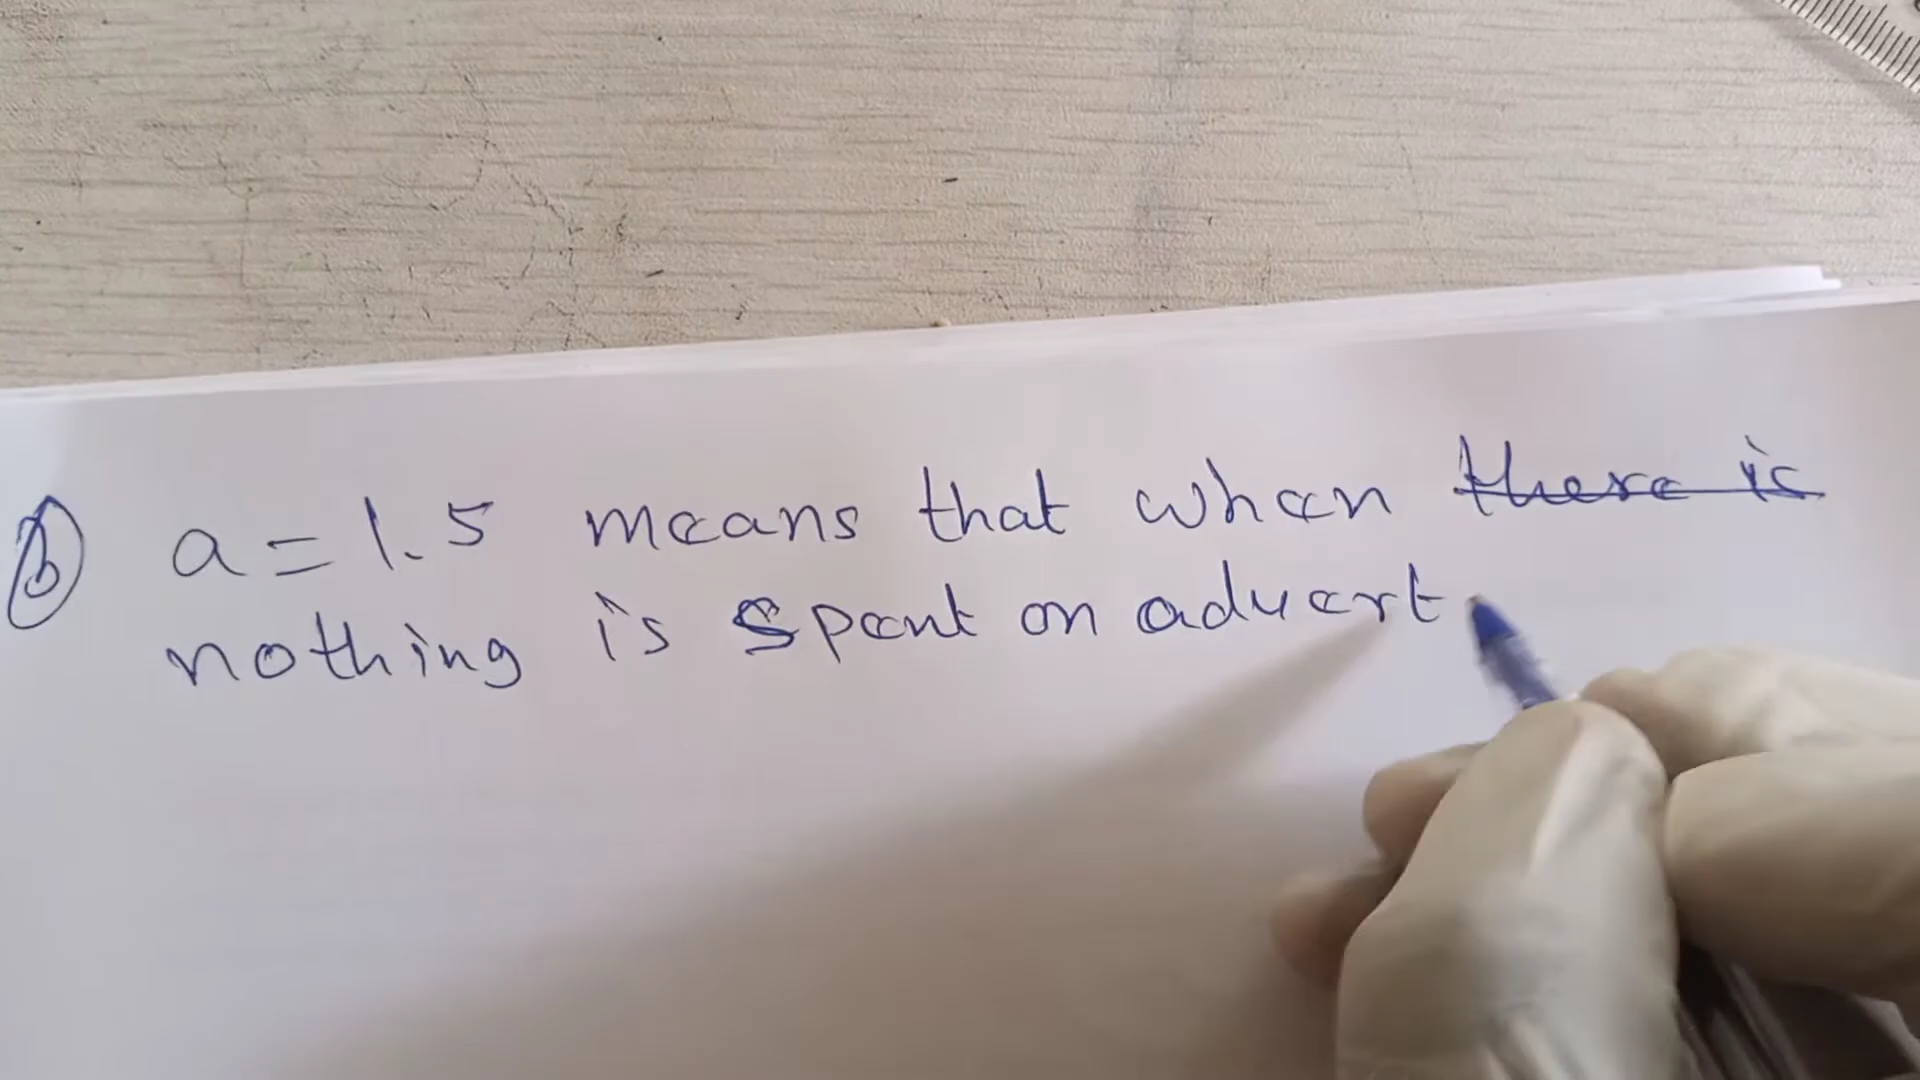 b a = 1.5 means that when ~~there is~~
nothing is spent on advert